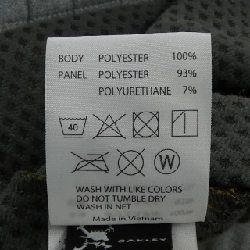 BODY POLYESTER 100%
PANEL POLYESTER 93%
POLYURETHANE 7%
40
W
WASH WITH LIKE COLORS
DO NOT TUMBLE DRY
WASH IN NET
Made in Vietnam